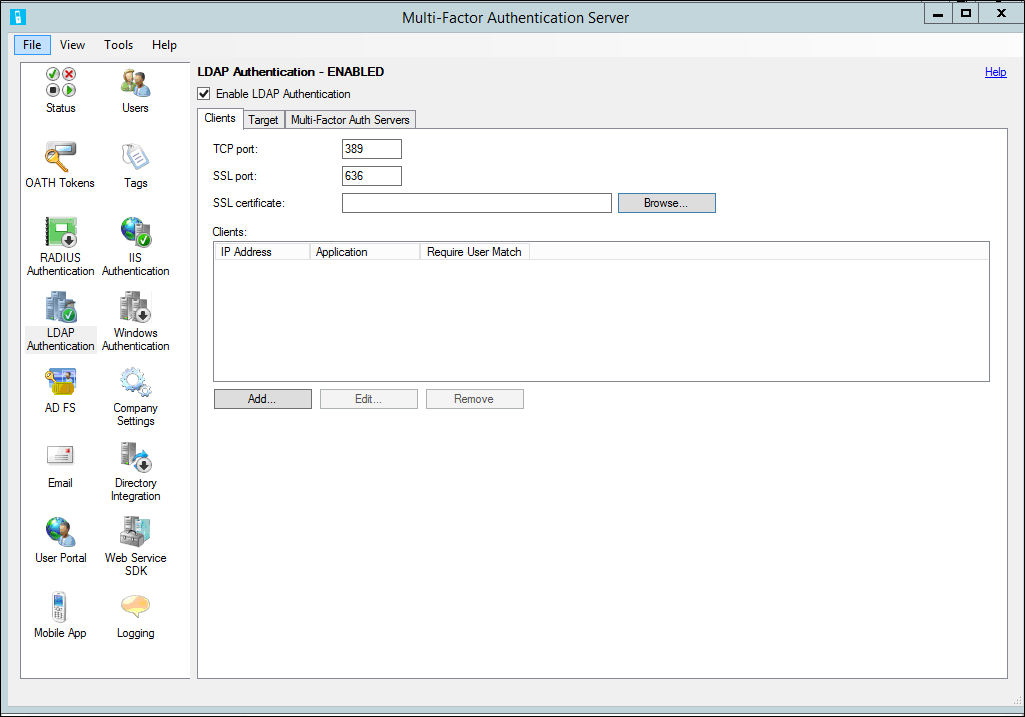 Multi-Factor Authentication Server
File View Tools Help
Status Users
OATH Tokens Tags
RADIUS Authentication IIS Authentication
LDAP Authentication Windows Authentication
AD FS Company Settings
Email Directory Integration
User Portal Web Service SDK
Mobile App Logging
LDAP Authentication - ENABLED Help
Enable LDAP Authentication
Clients Target Multi-Factor Auth Servers
TCP port: 389
SSL port: 636
SSL certificate: Browse...
Clients:
IP Address Application Require User Match
Add... Edit... Remove